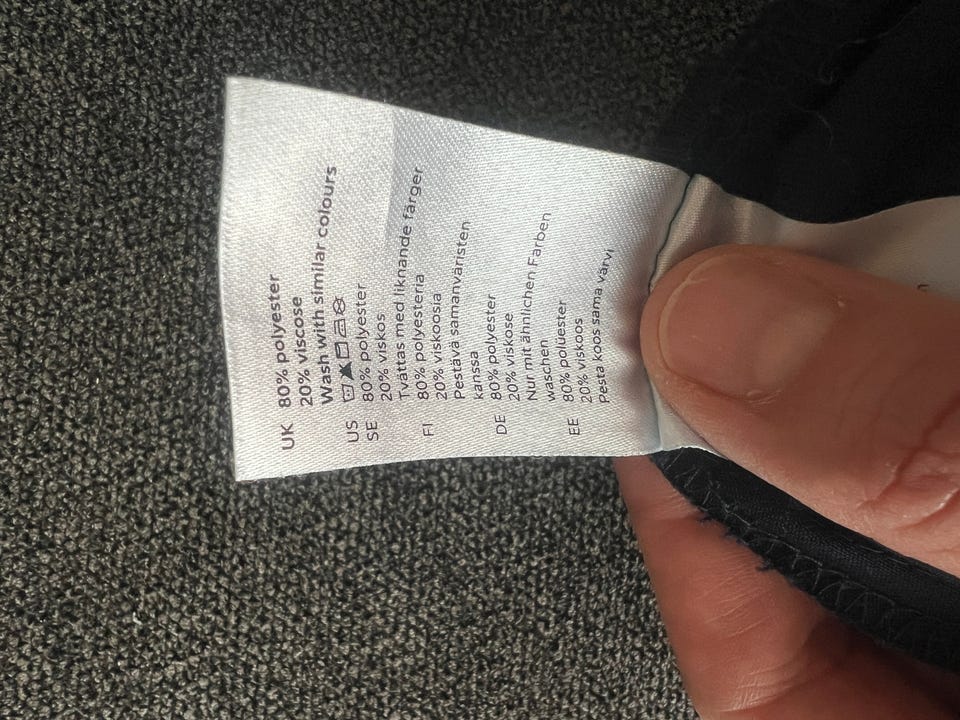 UK 80% polyester
20% viscose
Wash with similar colours
US
SE 80% polyester
20% viskos
Tvättas med liknande färger
FI 80% polyesteria
20% viskoosia
Pestävä samanväristen
kanssa
DE 80% polyester
20% viskose
Nur mit ähnlichen Farben
waschen
EE 80% polüester
20% viskoos
Pesta koos sama värvi